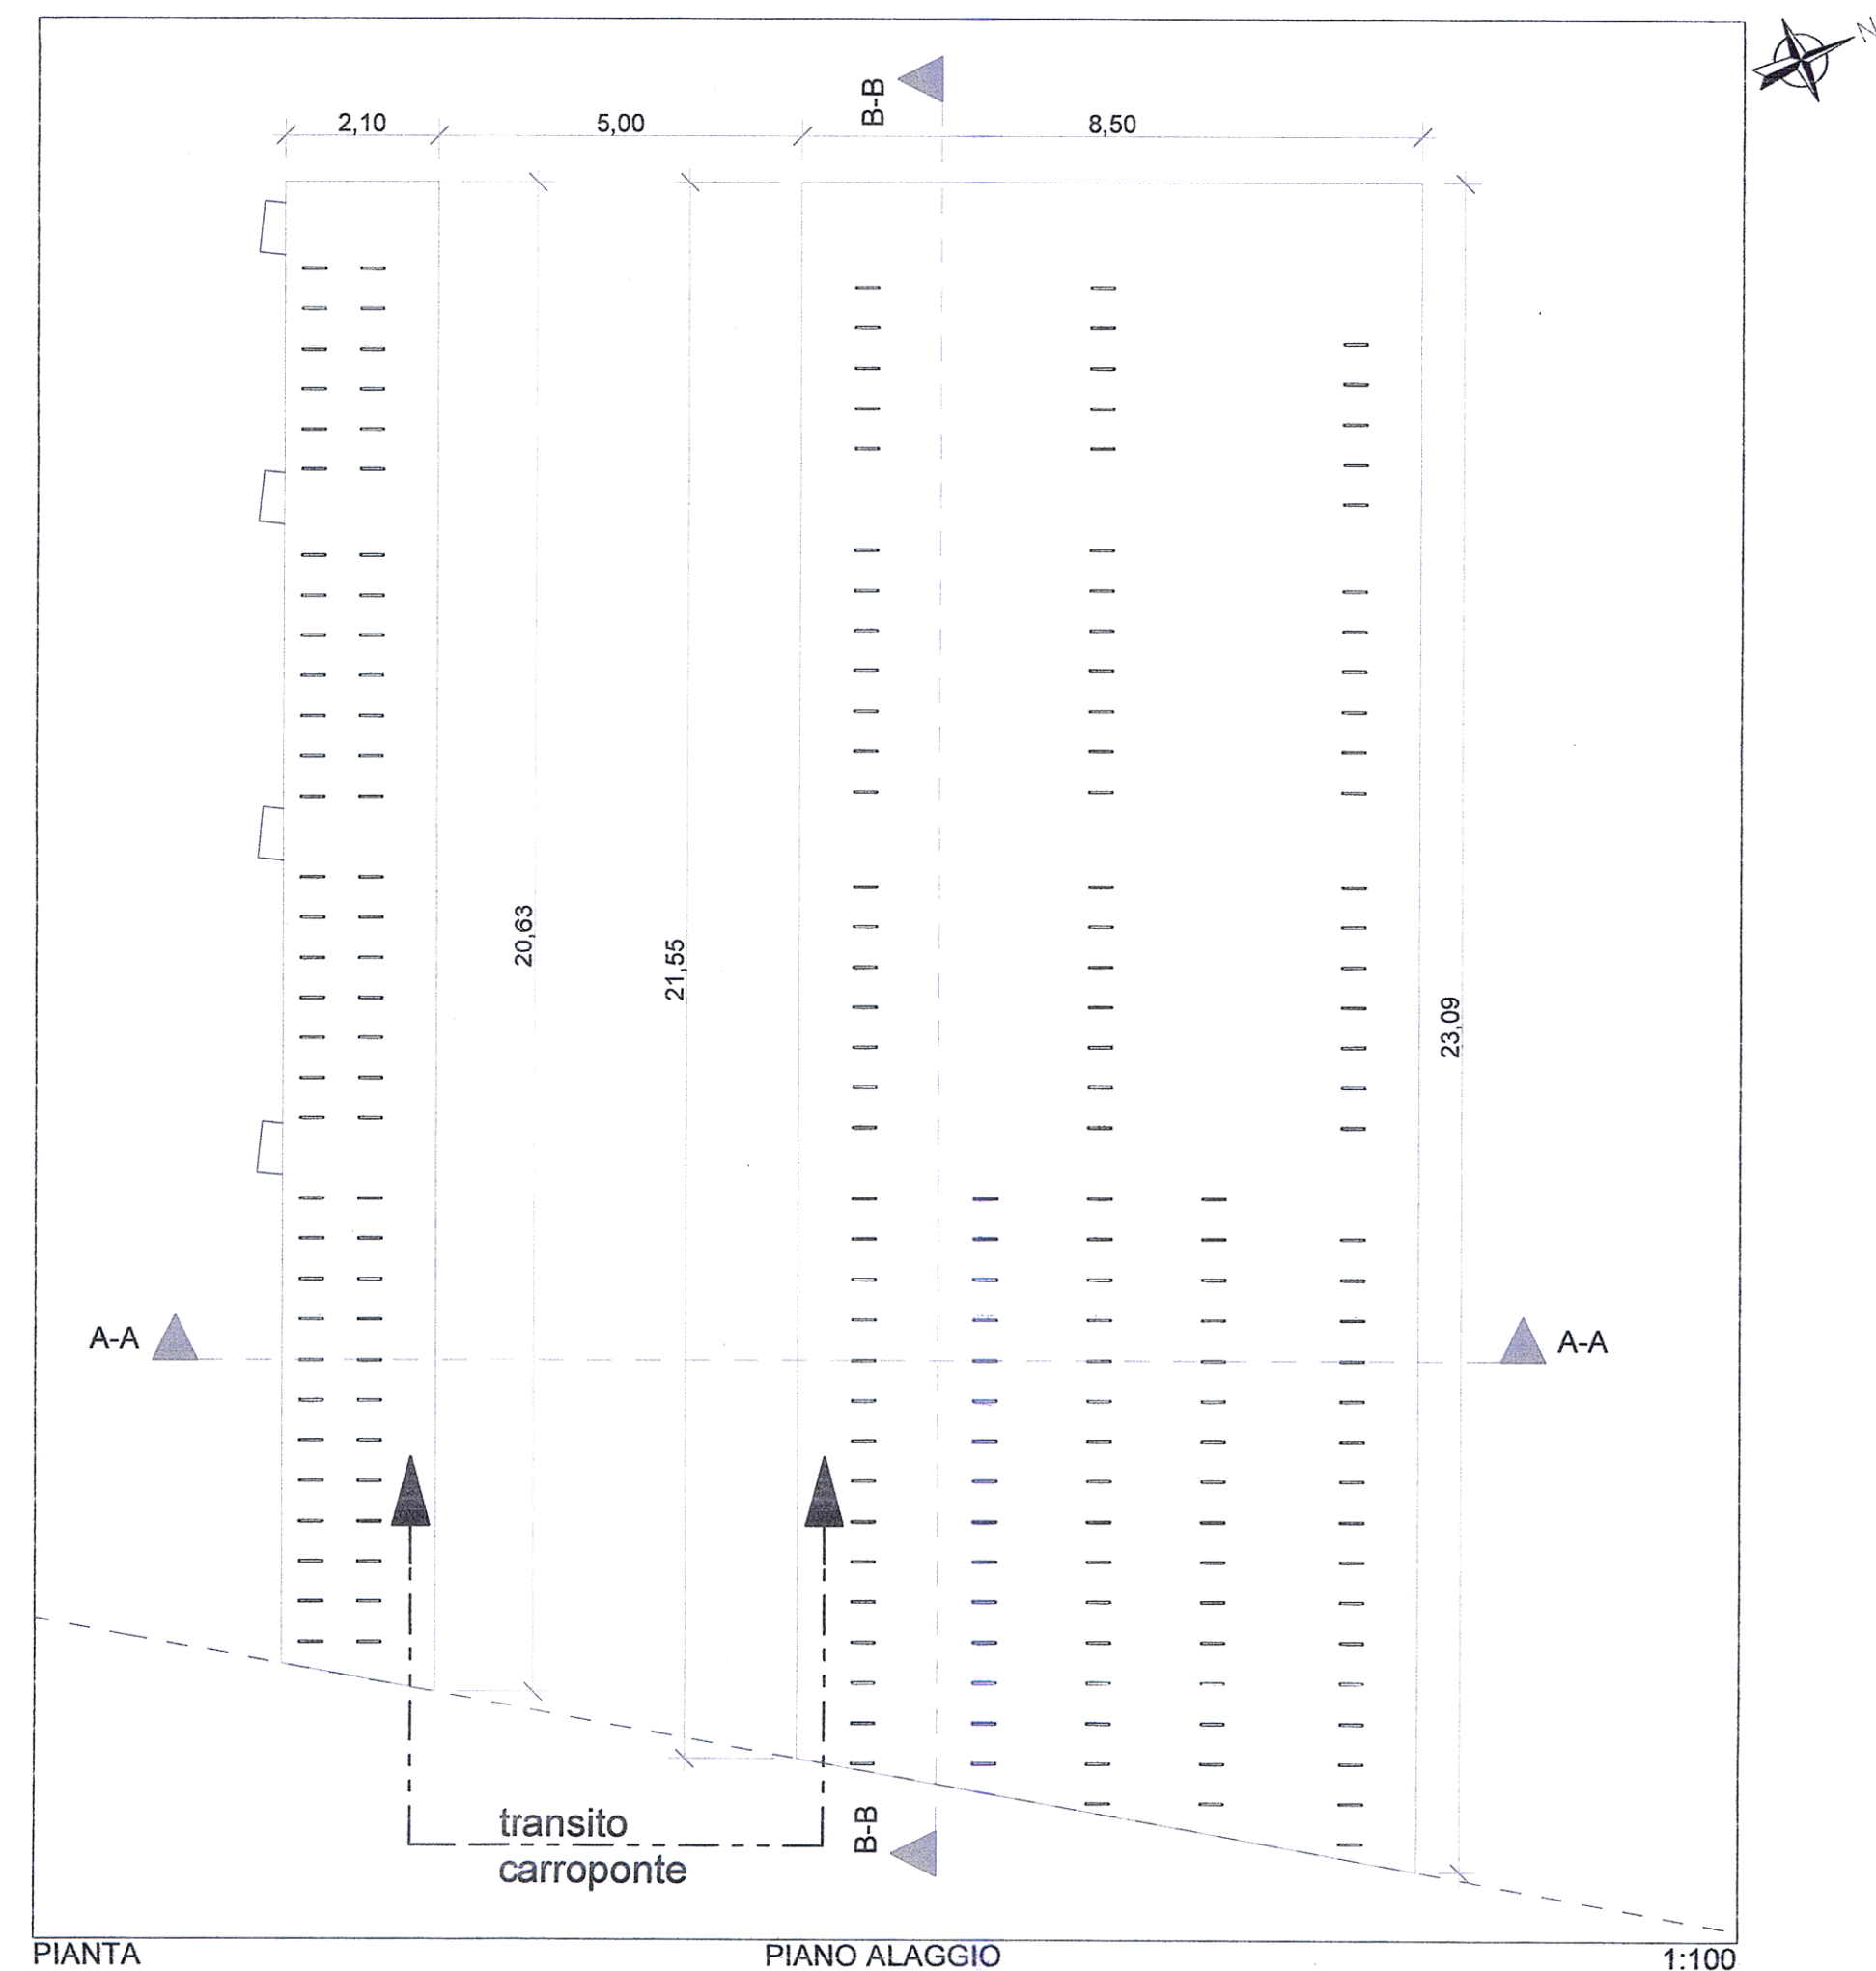 N
B-B
2,10
5,00
8,50
20,63
21,55
23,09
A-A
A-A
transito
carroponte
B-B
PIANTA
PIANO ALAGGIO
1:100